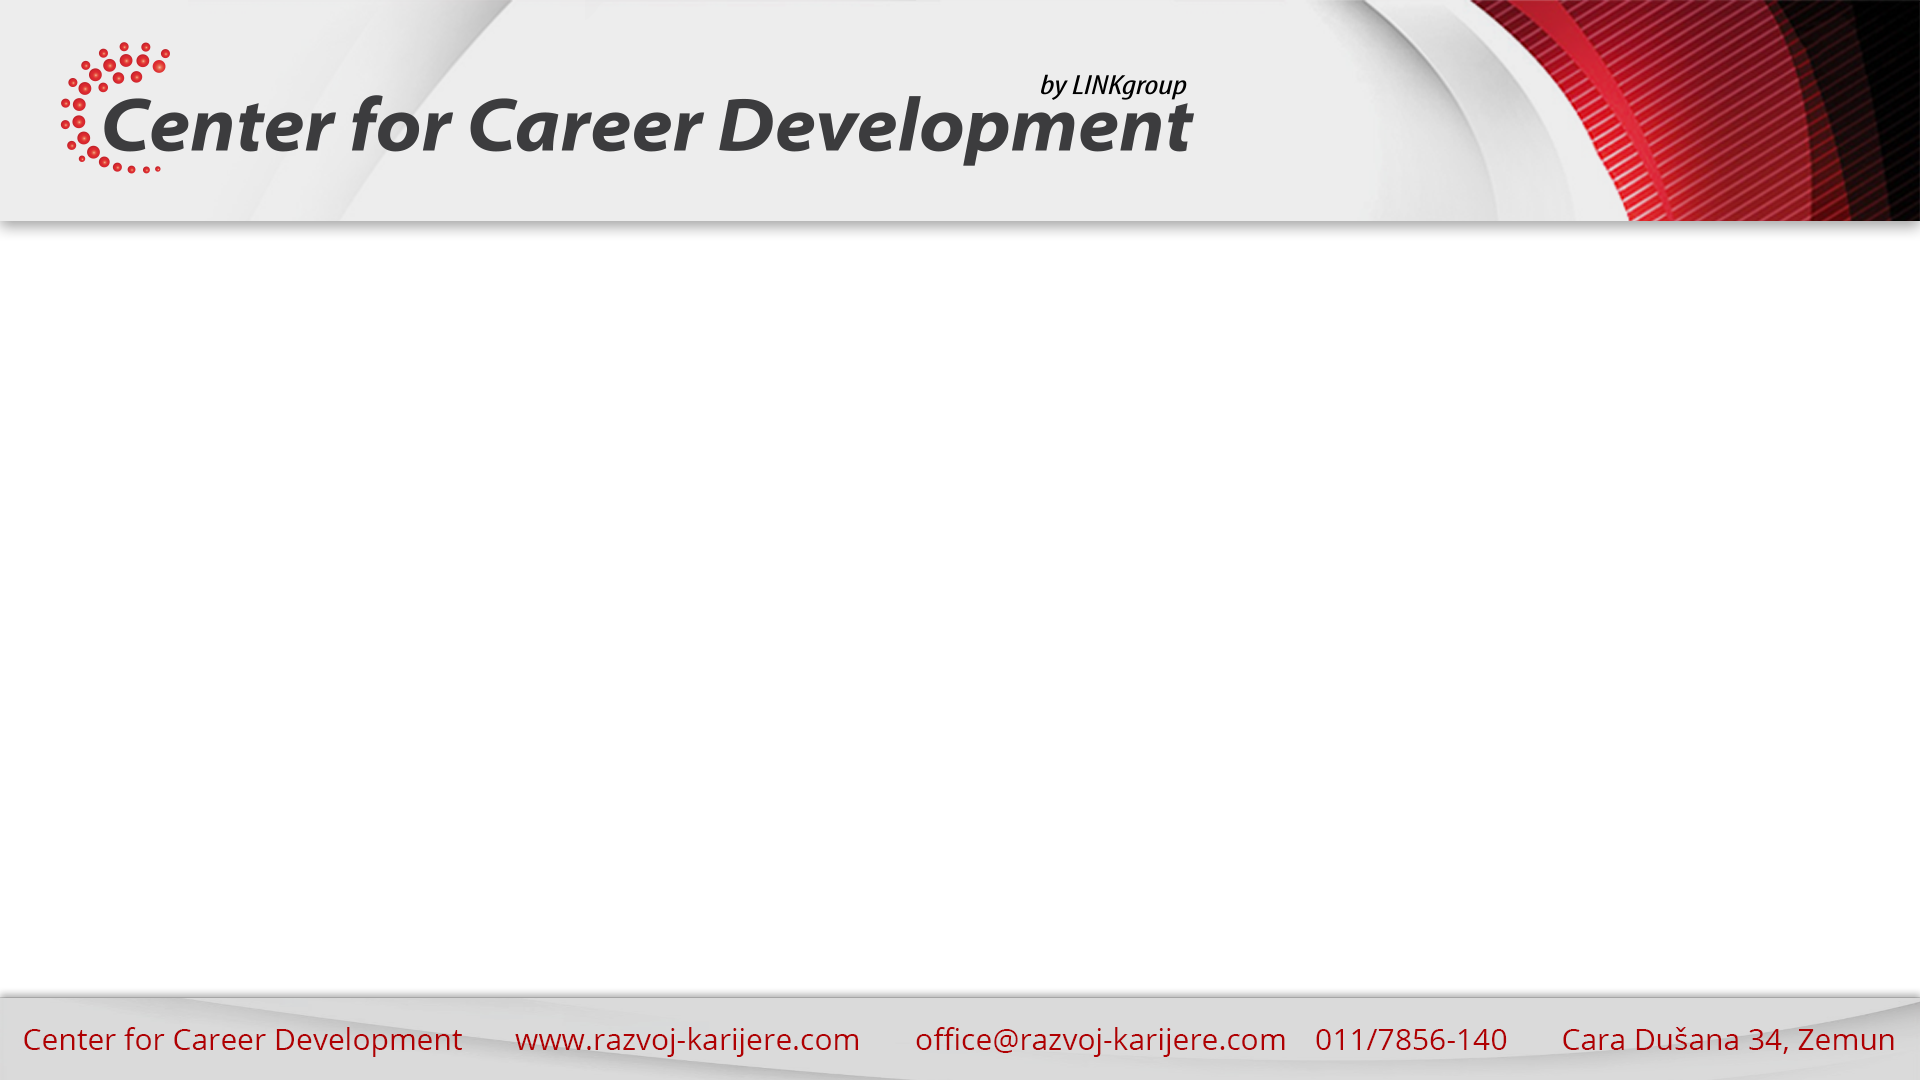 by LINKgroup
Center for Career Development
Center for Career Development www.razvoj-karijere.com office@razvoj-karijere.com 011/7856-140 Cara Dušana 34, Zemun